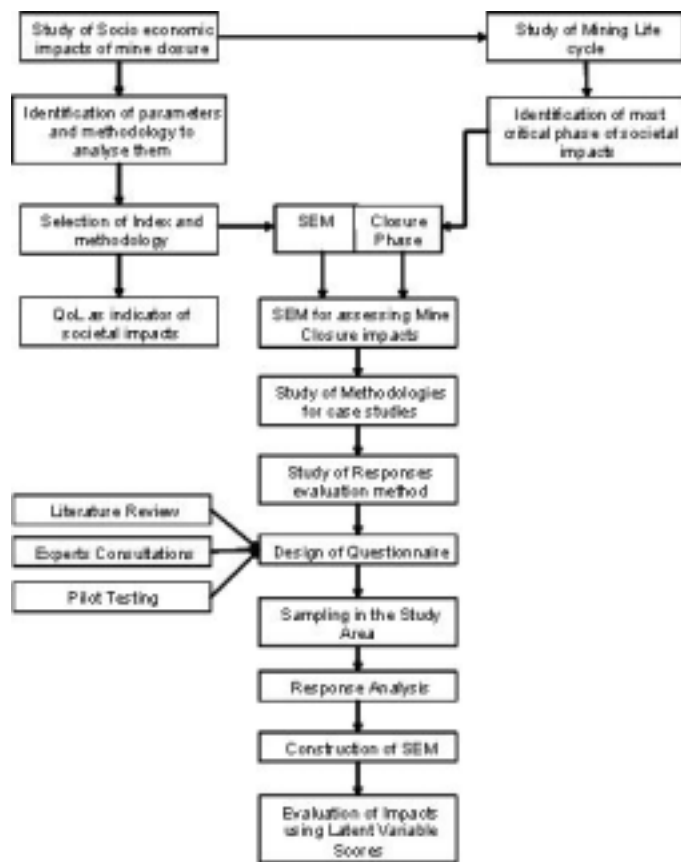 Study of Socio economic
impacts of mine closure
Study of Mining Life
cycle
Identification of parameters
and methodology to
analyse them
Identification of most
critical phase of societal
impacts
Selection of Index and
methodology
SEM
Closure
Phase
QoL as indicator of
societal impacts
SEM for assessing Mine
Closure impacts
Study of Methodologies
for case studies
Study of Responses
evaluation method
Literature Review
Experts Consultations
Pilot Testing
Design of Questionnaire
Sampling in the Study
Area
Response Analysis
Construction of SEM
Evaluation of Impacts
using Latent Variable
Scores